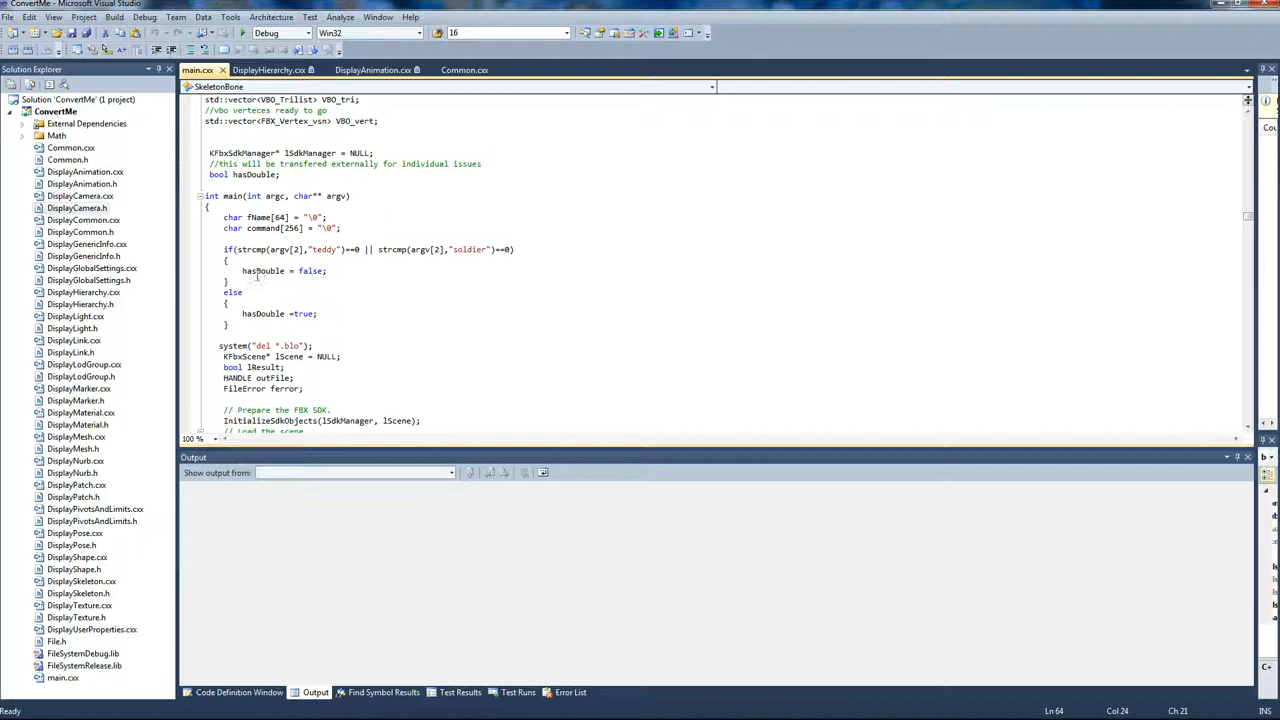 ConvertMe - Microsoft Visual Studio
File Edit View Project Build Debug Team Data Tools Architecture Test Analyze Window Help
Debug Win32 16
Solution Explorer
main.cxx DisplayHierarchy.cxx DisplayAnimation.cxx Common.cxx
SkeletonBone
Solution 'ConvertMe' (1 project)
ConvertMe
External Dependencies
Math
Common.cxx
Common.h
DisplayAnimation.cxx
DisplayAnimation.h
DisplayCamera.cxx
DisplayCamera.h
DisplayCommon.cxx
DisplayCommon.h
DisplayGenericInfo.cxx
DisplayGenericInfo.h
DisplayGlobalSettings.cxx
DisplayGlobalSettings.h
DisplayHierarchy.cxx
DisplayHierarchy.h
DisplayLight.cxx
DisplayLight.h
DisplayLink.cxx
DisplayLink.h
DisplayLodGroup.cxx
DisplayLodGroup.h
DisplayMarker.cxx
DisplayMarker.h
DisplayMaterial.cxx
DisplayMaterial.h
DisplayMesh.cxx
DisplayMesh.h
DisplayNurb.cxx
DisplayNurb.h
DisplayPatch.cxx
DisplayPatch.h
DisplayPivotsAndLimits.cxx
DisplayPivotsAndLimits.h
DisplayPose.cxx
DisplayPose.h
DisplayShape.cxx
DisplayShape.h
DisplaySkeleton.cxx
DisplaySkeleton.h
DisplayTexture.cxx
DisplayTexture.h
DisplayUserProperties.cxx
File.h
FileSystemDebug.lib
FileSystemRelease.lib
main.cxx
std::vector<VBO_Trilist> VBO_tri;
//vbo verteces ready to go
std::vector<FBX_Vertex_vsn> VBO_vert;
KFbxSdkManager* lSdkManager = NULL;
//this will be transfered externally for individual issues
bool hasDouble;
int main(int argc, char** argv)
{
char fName[64] = "\0";
char command[256] = "\0";
if(strcmp(argv[2],"teddy")==0 || strcmp(argv[2],"soldier")==0)
{
hasDouble = false;
}
else
{
hasDouble =true;
}
system("del *.blo");
KFbxScene* lScene = NULL;
bool lResult;
HANDLE outFile;
FileError ferror;
// Prepare the FBX SDK.
InitializeSdkObjects(lSdkManager, lScene);
// Load the scene
100 %
Cou
Output
Show output from:
Code Definition Window Output Find Symbol Results Test Results Test Runs Error List
Ready Ln 64 Col 24 Ch 21 INS